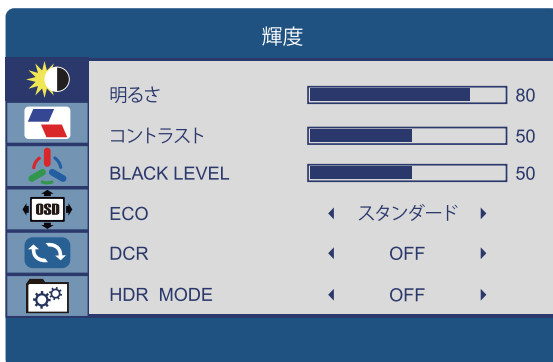 輝度
明るさ 80
コントラスト 50
BLACK LEVEL 50
OSD
ECO スタンダード
DCR OFF
HDR MODE OFF